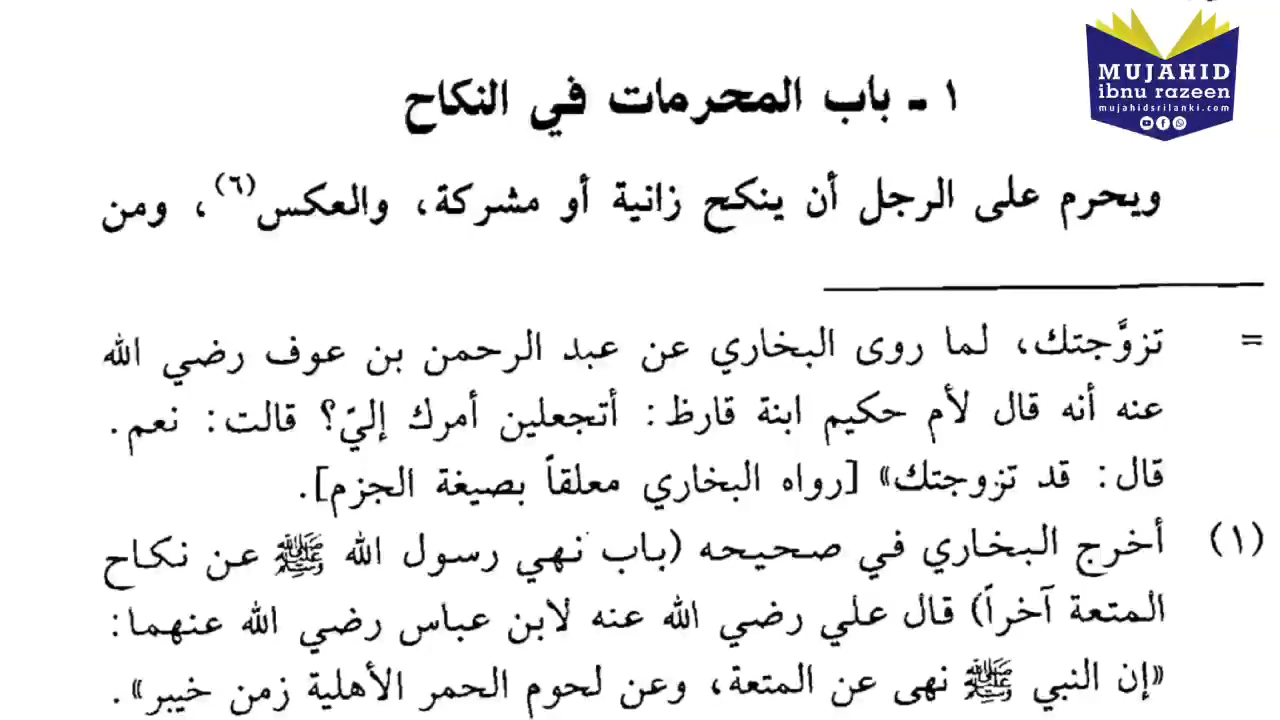 MUJAHID
ibnu razeen
mujahidsrilanka.com
١ - باب المحرمات في النكاح
ويحرم على الرجل أن ينكح زانية أو مشركة، والعكس(٦)، ومن
= تزوَّجتك، لما روى البخاري عن عبد الرحمن بن عوف رضي الله
عنه أنه قال لأم حكيم ابنة قارظ: أتجعلين أمرك إليّ؟ قالت: نعم.
قال: قد تزوجتك» [رواه البخاري معلقاً بصيغة الجزم].
(١) أخرج البخاري في صحيحه (باب نهي رسول الله ﷺ عن نكاح
المتعة آخراً) قال علي رضي الله عنه لابن عباس رضي الله عنهما:
«إن النبي ﷺ نهى عن المتعة، وعن لحوم الحمر الأهلية زمن خيبر».